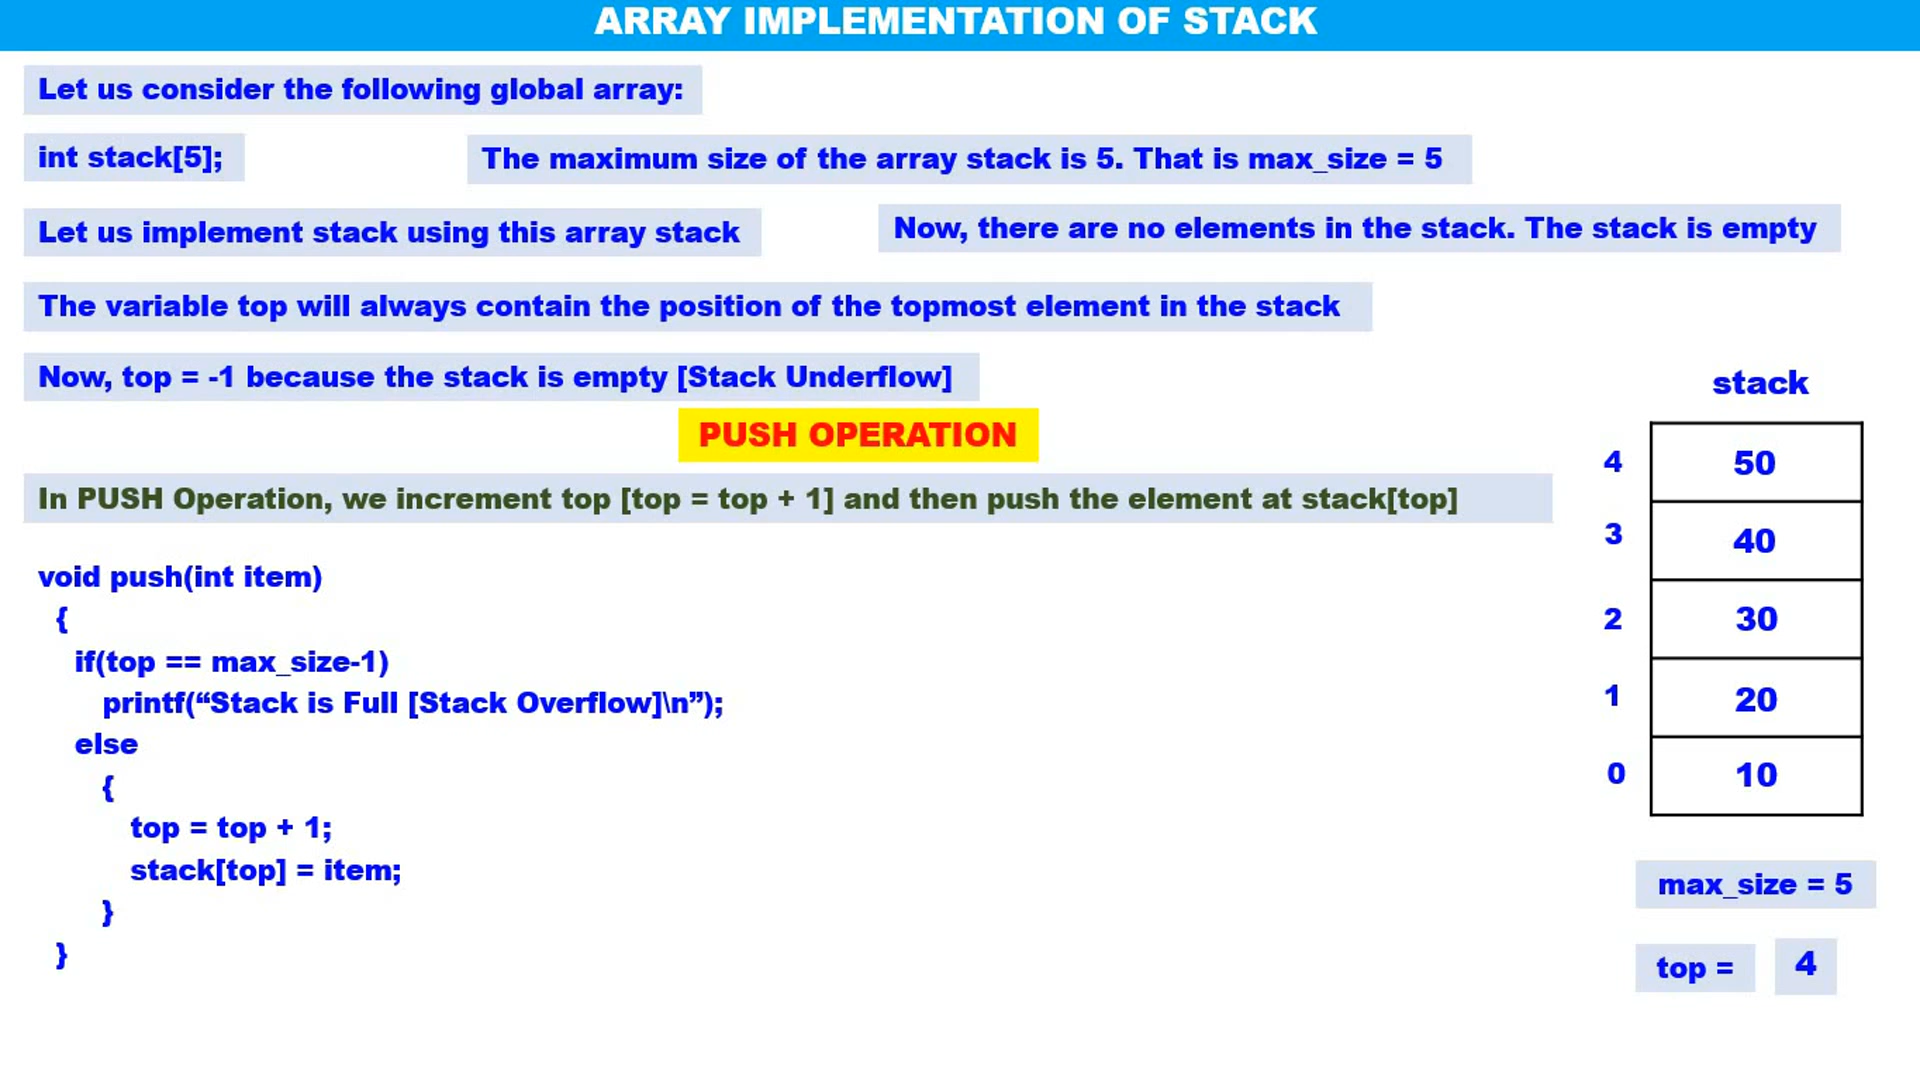 ARRAY IMPLEMENTATION OF STACK
Let us consider the following global array:
int stack[5];
The maximum size of the array stack is 5. That is max_size = 5
Let us implement stack using this array stack
Now, there are no elements in the stack. The stack is empty
The variable top will always contain the position of the topmost element in the stack
Now, top = -1 because the stack is empty [Stack Underflow]
PUSH OPERATION
In PUSH Operation, we increment top [top = top + 1] and then push the element at stack[top]
void push(int item)
{
if(top == max_size-1)
printf(“Stack is Full [Stack Overflow]\n”);
else
{
top = top + 1;
stack[top] = item;
}
}
stack
4 50
3 40
2 30
1 20
0 10
max_size = 5
top = 4